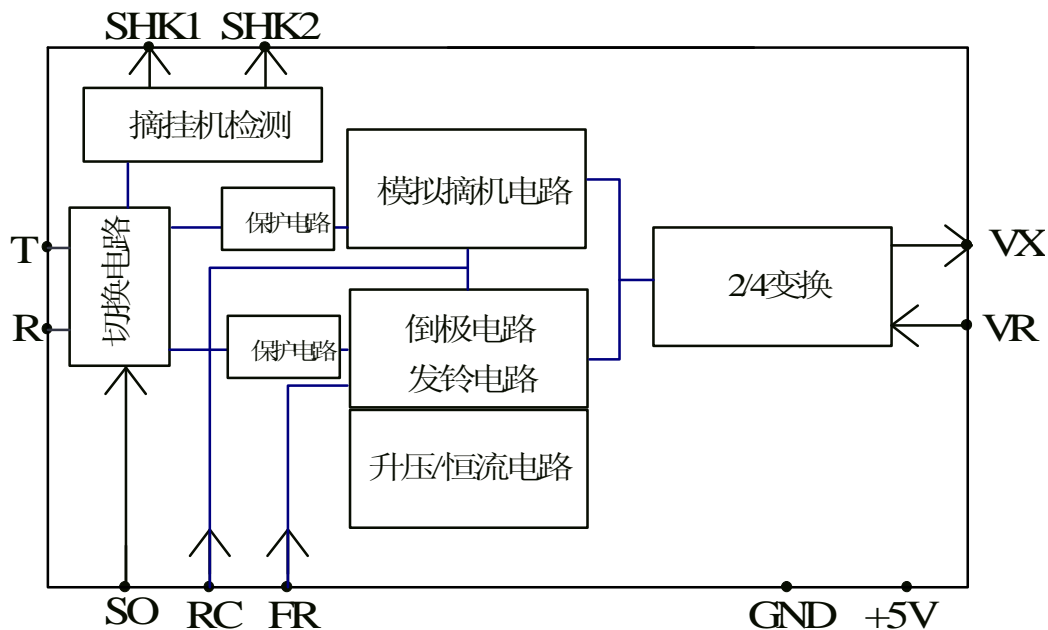 SHK1 SHK2
摘挂机检测
模拟摘机电路
保护电路
切换电路
T
R
2/4变换
VX
VR
倒极电路
保护电路
发铃电路
升压/恒流电路
SO RC FR GND +5V